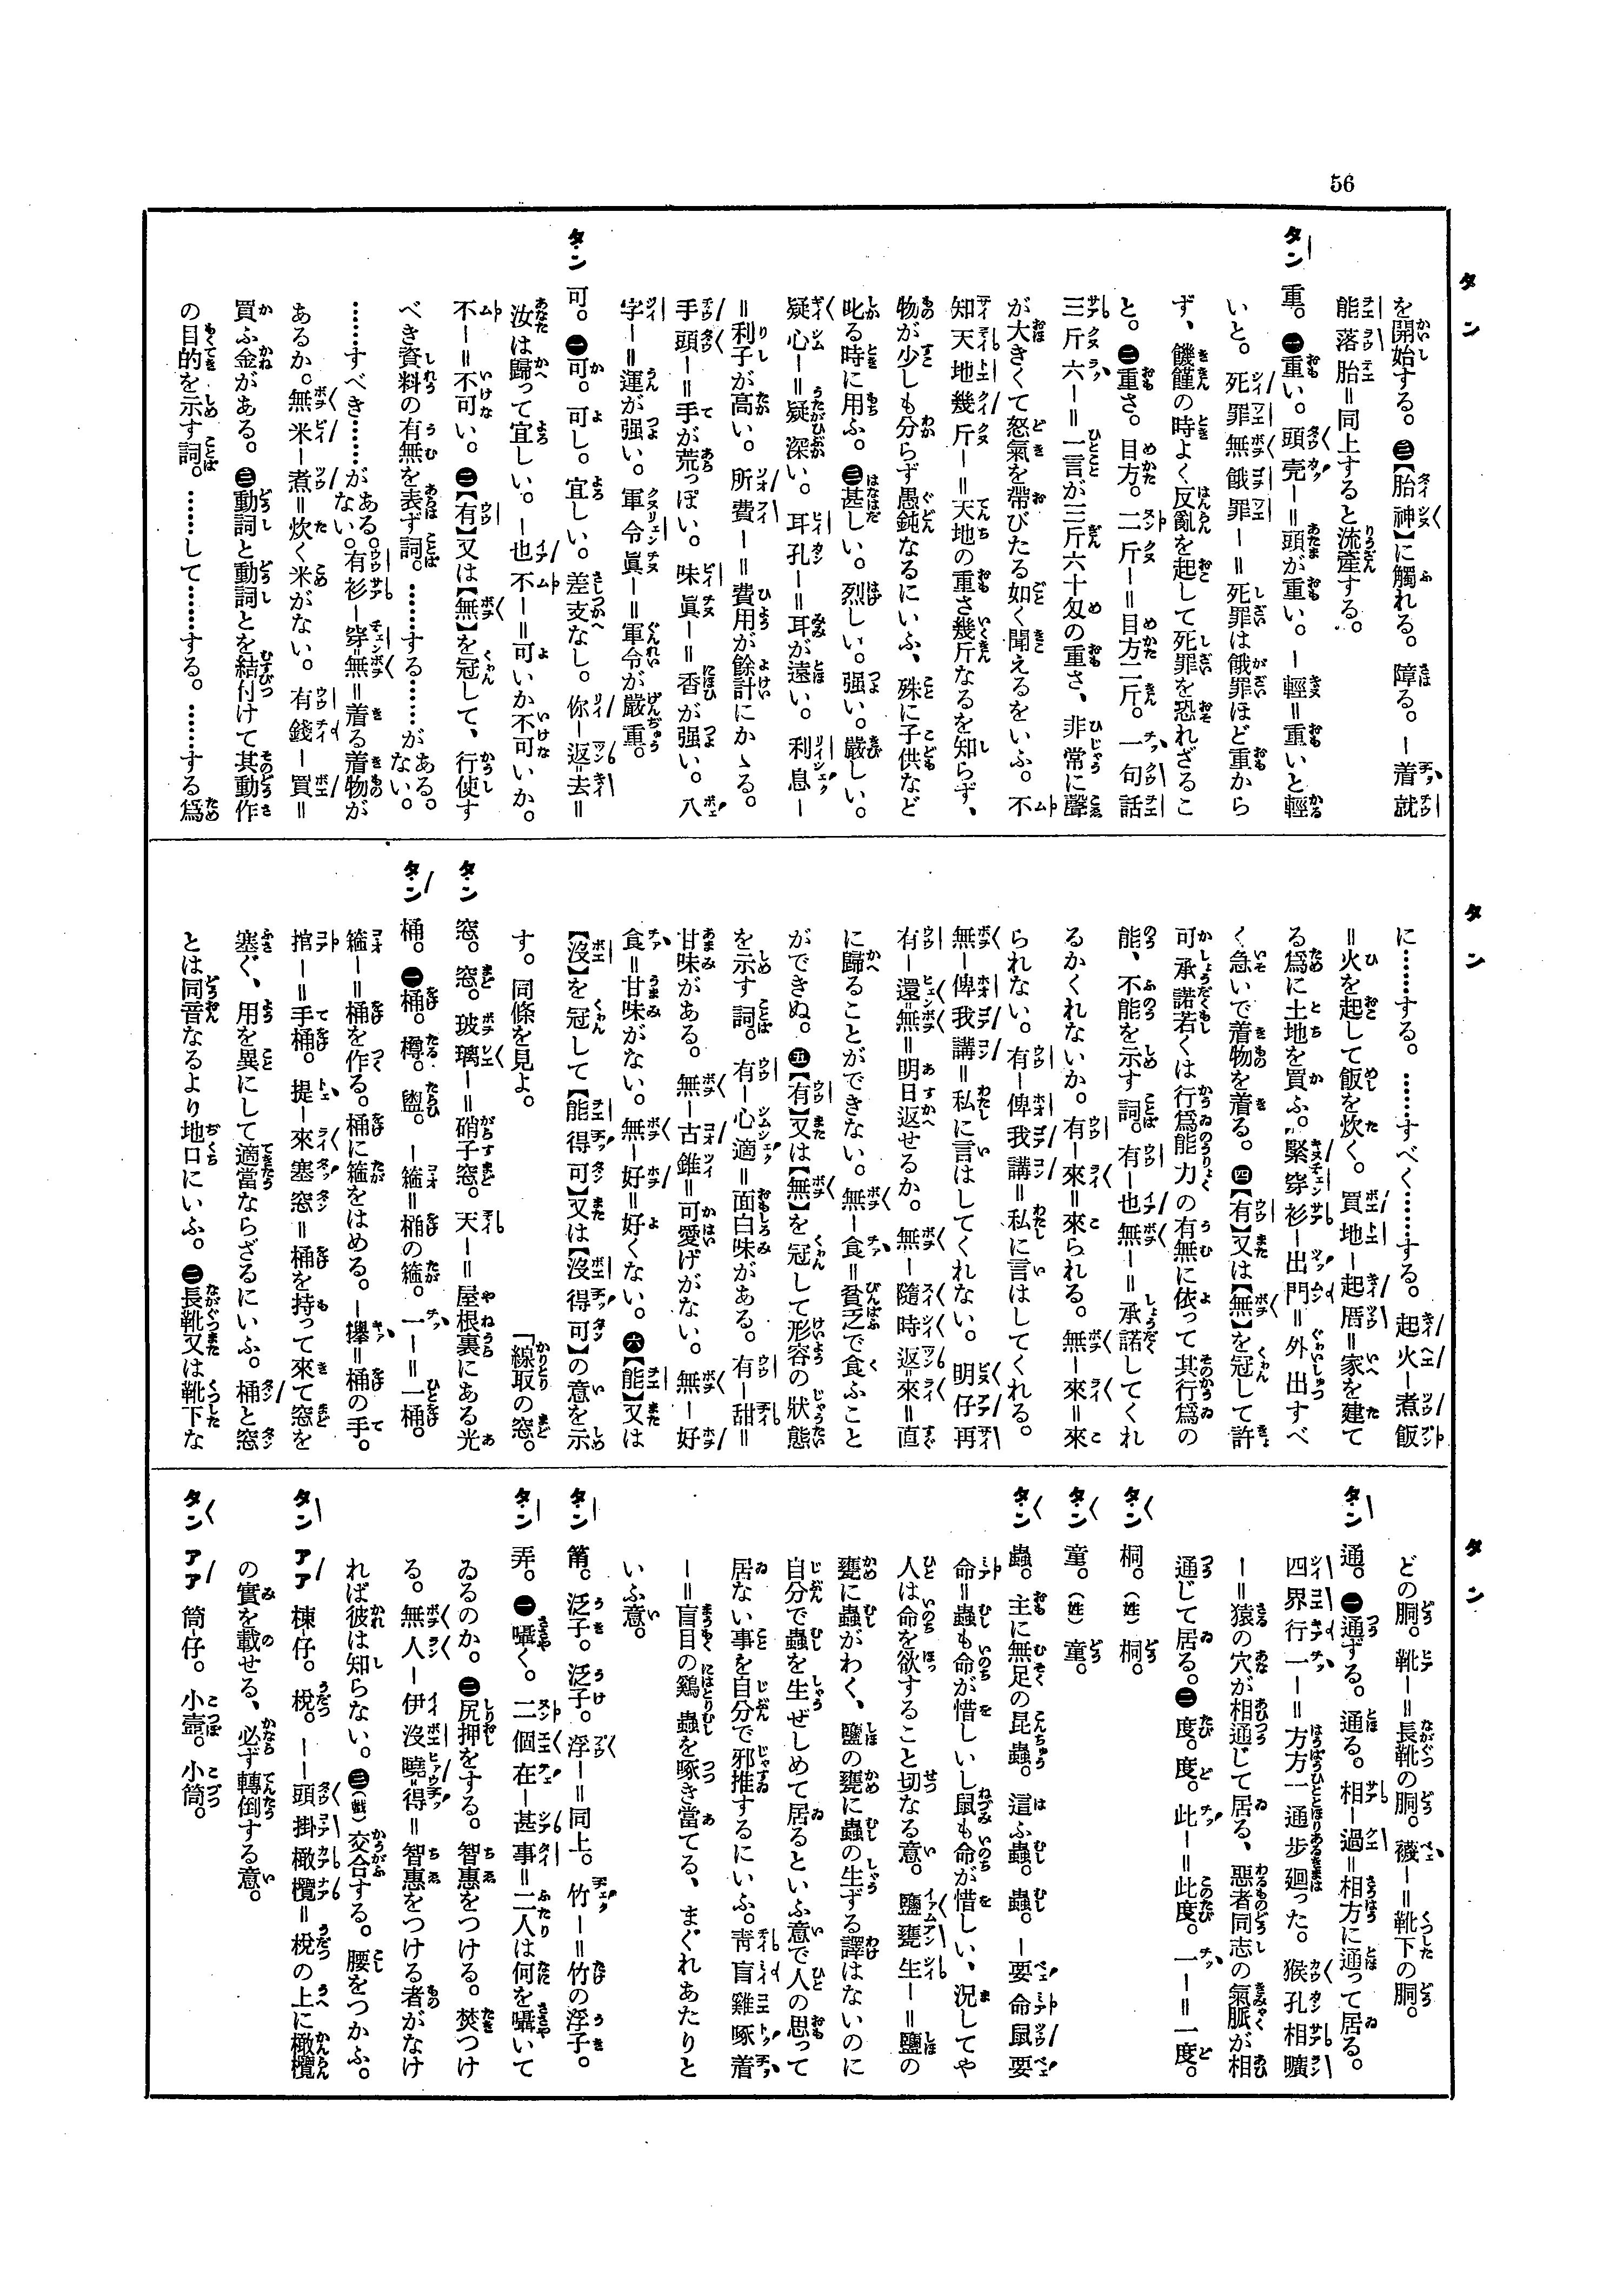 56
タン
を開始する。㊂【胎神】に觸れる。障る。ー着就
能落胎＝同上すると流產する。
タン 重。㊀重い。頭壳ー＝頭が重い。ー輕＝重いと輕
いと。死罪無餓罪ー＝死罪は餓罪ほど重から
ず、饑饉の時よく反亂を起して死罪を恐れざるこ
と。㊁重さ。目方。二斤ー＝目方二斤。一句話
三斤六ー＝一言が三斤六十匁の重さ、非常に聲
が大きくて怒氣を帶びたる如く聞えるをいふ。不
知天地幾斤ー＝天地の重さ幾斤なるを知らず、
物が少しも分らず愚鈍なるにいふ、殊に子供など
叱る時に用ふ。㊂甚しい。烈しい。强い。嚴しい。
疑心ー＝疑深い。耳孔ー＝耳が遠い。利息ー
＝利子が高い。所費ー＝費用が餘計にかゝる。
手頭ー＝手が荒っぽい。味眞ー＝香が强い。八
字ー＝運が强い。軍令眞ー＝軍令が嚴重。
タン 可。㊀可。可し。宜しい。差支なし。你ー返去＝
汝は歸って宜しい。ー也不ー＝可いか不可いか。
不ー＝不可い。㊁【有】又は【無】を冠して、行使す
べき資料の有無を表ず詞。……する……がある。ない。
……すべき……がある。ない。有衫ー穿無＝着る着物が
あるか。無米ー煮＝炊く米がない。有錢ー買＝
買ふ金がある。㊂動詞と動詞とを結付けて其動作
の目的を示す詞。……して……する。……する爲
タン
に……する。……すべく……する。起火ー煮飯
＝火を起して飯を炊く。買地ー起厝＝家を建て
る爲に土地を買ふ。緊穿衫ー出門＝外出すべ
く急いで着物を着る。㊃【有】又は【無】を冠して許
可承諾若くは行爲能力の有無に依って其行爲の
能、不能を示す詞。有ー也無ー＝承諾してくれ
るかくれないか。有ー來＝來られる。無ー來＝來
られない。有ー俾我講＝私に言はしてくれる。
無ー俾我講＝私に言はしてくれない。明仔再
有ー還無＝明日返せるか。無ー隨時返來＝直
に歸ることができない。無ー食＝貧乏で食ふこと
ができぬ。㊄【有】又は【無】を冠して形容の狀態
を示す詞。有ー心適＝面白味がある。有ー甜＝
甘味がある。無ー古錐＝可愛げがない。無ー好
食＝甘味がない。無ー好＝好くない。㊅【能】又は
【沒】を冠して【能得可】又は【沒得可】の意を示
す。同條を見よ。
「線取の窓。
タン 窓。窓。玻璃ー＝硝子窓。天ー＝屋根裏にある光
タン 桶。㊀桶。樽。盥。ー箍＝桶の箍。一ー＝一桶。
箍ー＝桶を作る。桶に箍をはめる。ー攑＝桶の手。
捾ー＝手桶。提ー來塞窓＝桶を持って來て窓を
塞ぐ、用を異にして適當ならざるにいふ。桶と窓
とは同音なるより地口にいふ。㊁長靴又は靴下な
タン
どの胴。靴ー＝長靴の胴。襪ー＝靴下の胴。
タン 通。㊀通ずる。通る。相ー過＝相方に通って居る。
四界行一ー＝方方一通步廻った。猴孔相曠
ー＝猿の穴が相通じて居る、惡者同志の氣脈が相
通じて居る。㊁度。度。此ー＝此度。一ー＝一度。
タン 桐。（姓）桐。
タン 童。（姓）童。
タン 蟲。主に無足の昆蟲。這ふ蟲。蟲。ー要命鼠要
命＝蟲も命が惜しいし鼠も命が惜しい、況してや
人は命を欲すること切なる意。鹽甕生ー＝鹽の
甕に蟲がわく、鹽の甕に蟲の生ずる譯はないのに
自分で蟲を生ぜしめて居るといふ意で人の思って
居ない事を自分で邪推するにいふ。靑盲雞啄着
ー＝盲目の鷄蟲を啄き當てる、まぐれあたりと
いふ意。
タン 筩。泛子。泛子。浮ー＝同上。竹ー＝竹の浮子。
タン 弄。㊀囁く。二個在ー甚事＝二人は何を囁いて
ゐるのか。㊁尻押をする。智惠をつける。焚つけ
る。無人ー伊沒曉得＝智惠をつける者がなけ
れば彼は知らない。㊂（戲）交合する。腰をつかふ。
タン アア 棟仔。梲。ーー頭掛橄欖＝梲の上に橄欖
の實を載せる、必ず轉倒する意。
タン アア 筒仔。小壺。小筒。